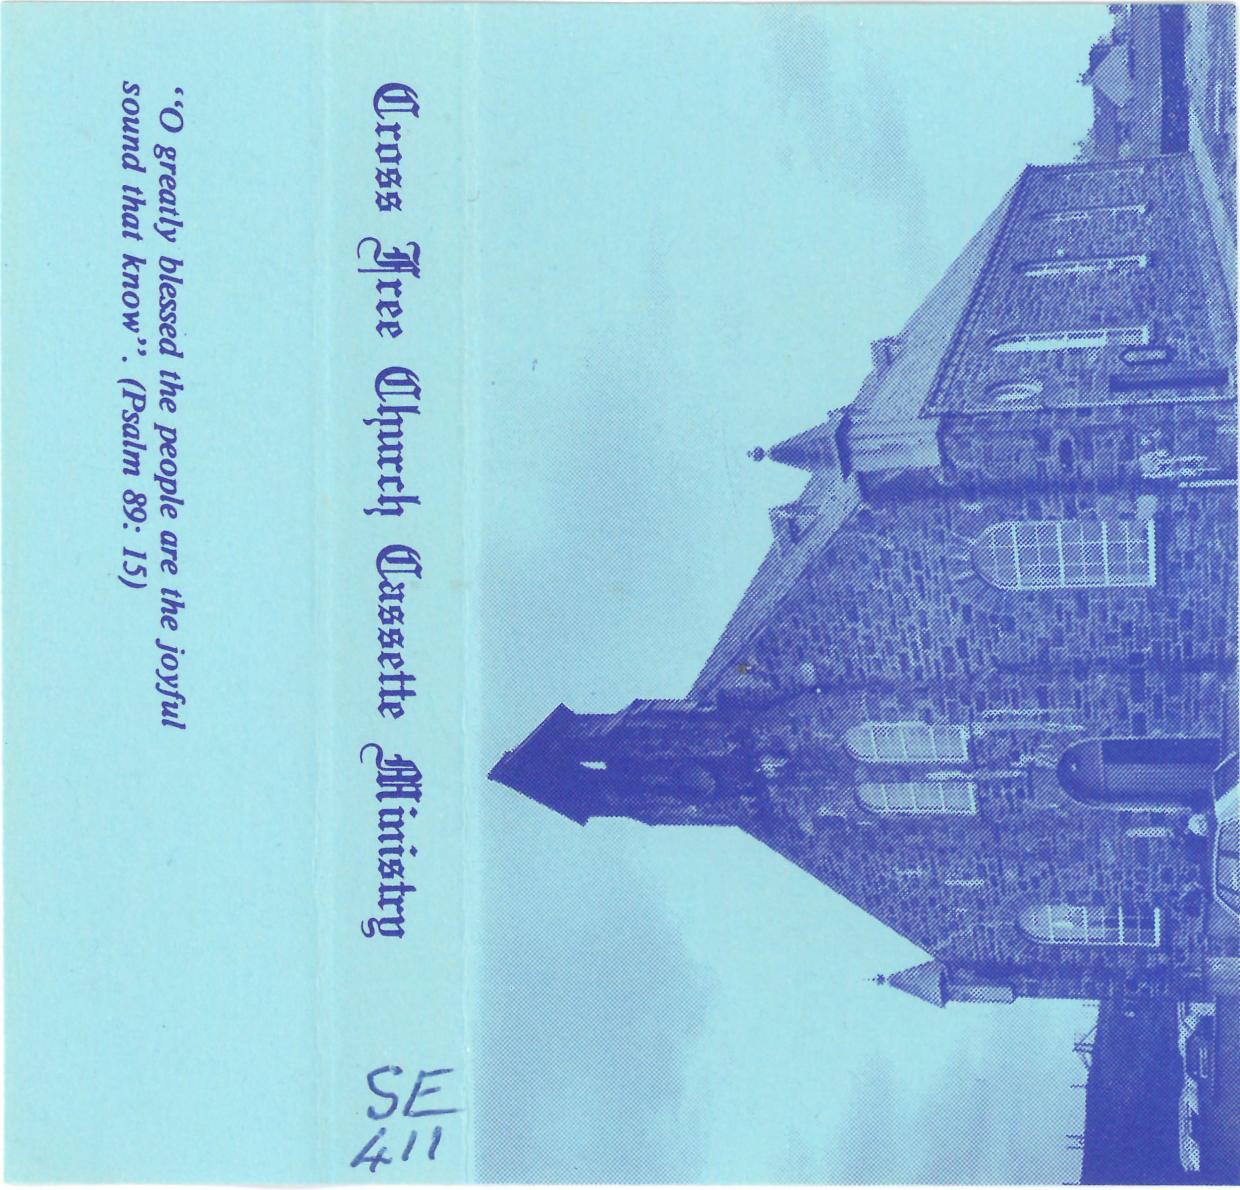 Cross Free Church Cassette Ministry
SE
411
“O greatly blessed the people are the joyful
sound that know”. (Psalm 89: 15)